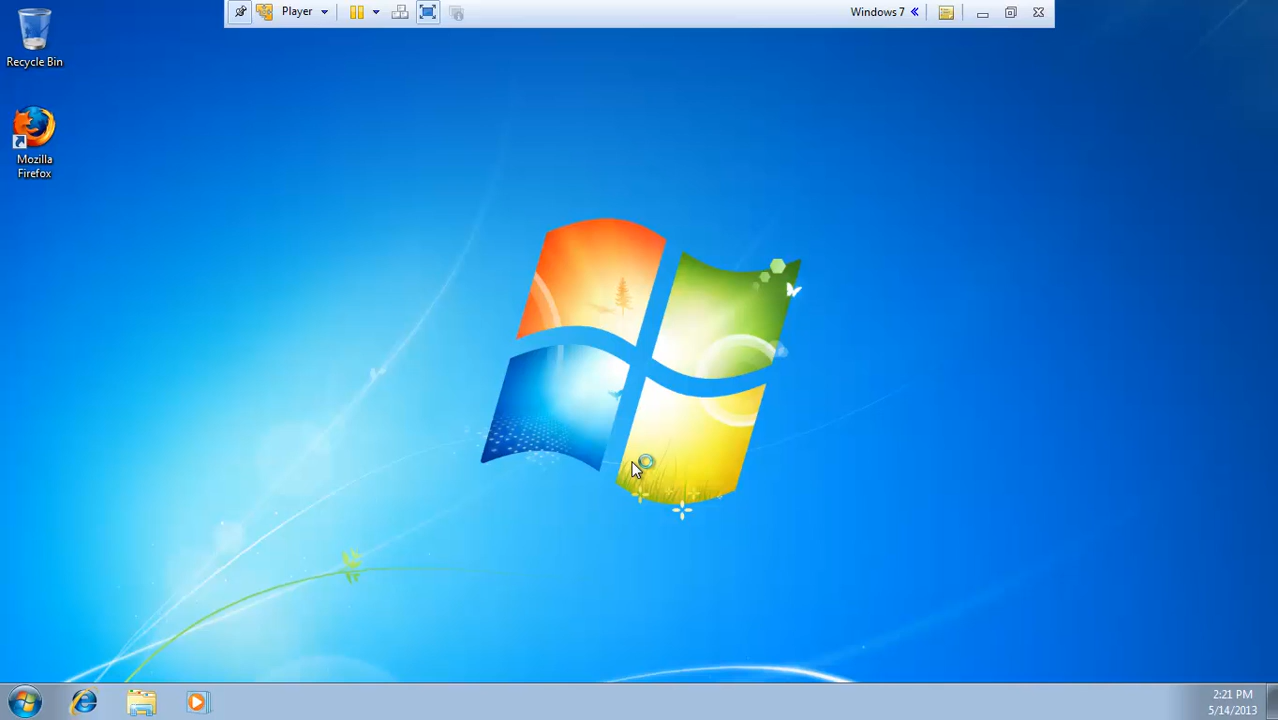 Player
Windows 7
Recycle Bin
Mozilla
Firefox
2:21 PM
5/14/2013